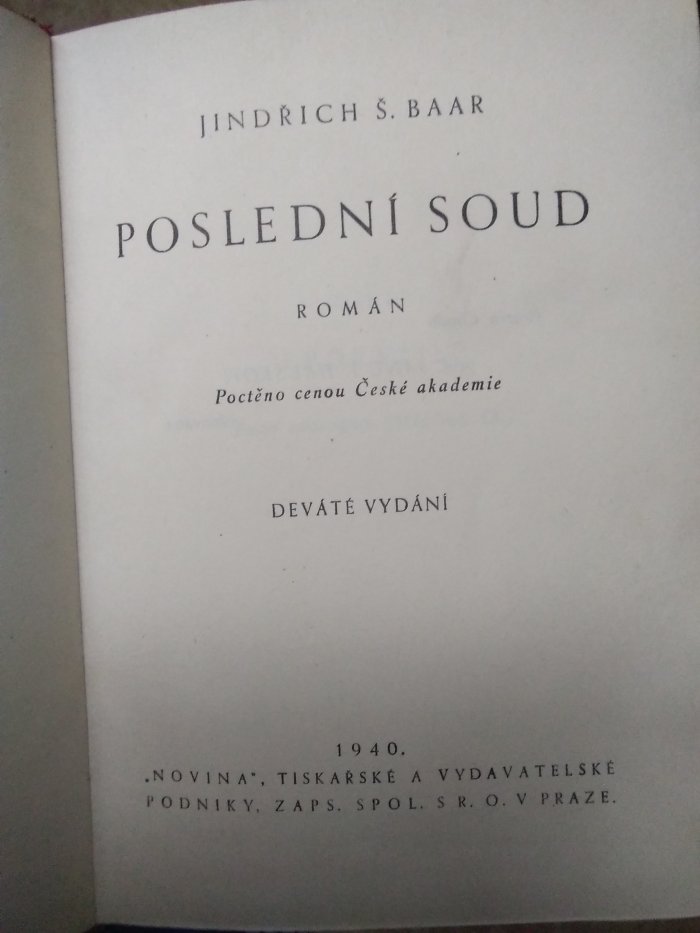 JINDŘICH Š. BAAR
POSLEDNÍ SOUD
ROMÁN
Poctěno cenou České akademie
DEVÁTÉ VYDÁNÍ
1940.
„NOVINA“, TISKAŘSKÉ A VYDAVATELSKÉ
PODNIKY, ZAPS. SPOL. S R. O. V PRAZE.